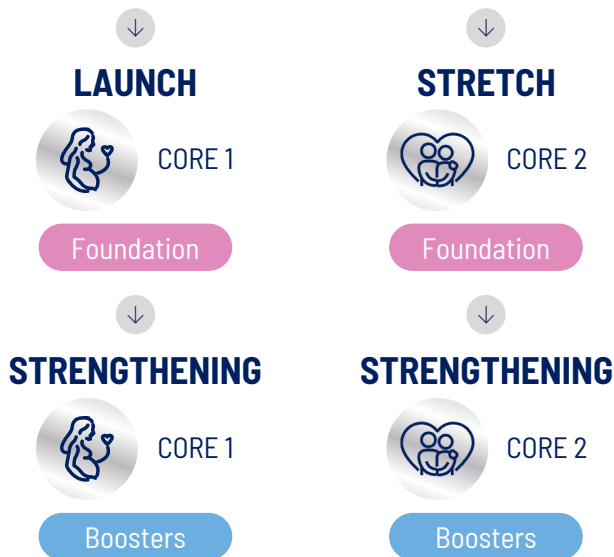 LAUNCH
CORE 1
Foundation
STRENGTHENING
CORE 1
Boosters
STRETCH
CORE 2
Foundation
STRENGTHENING
CORE 2
Boosters